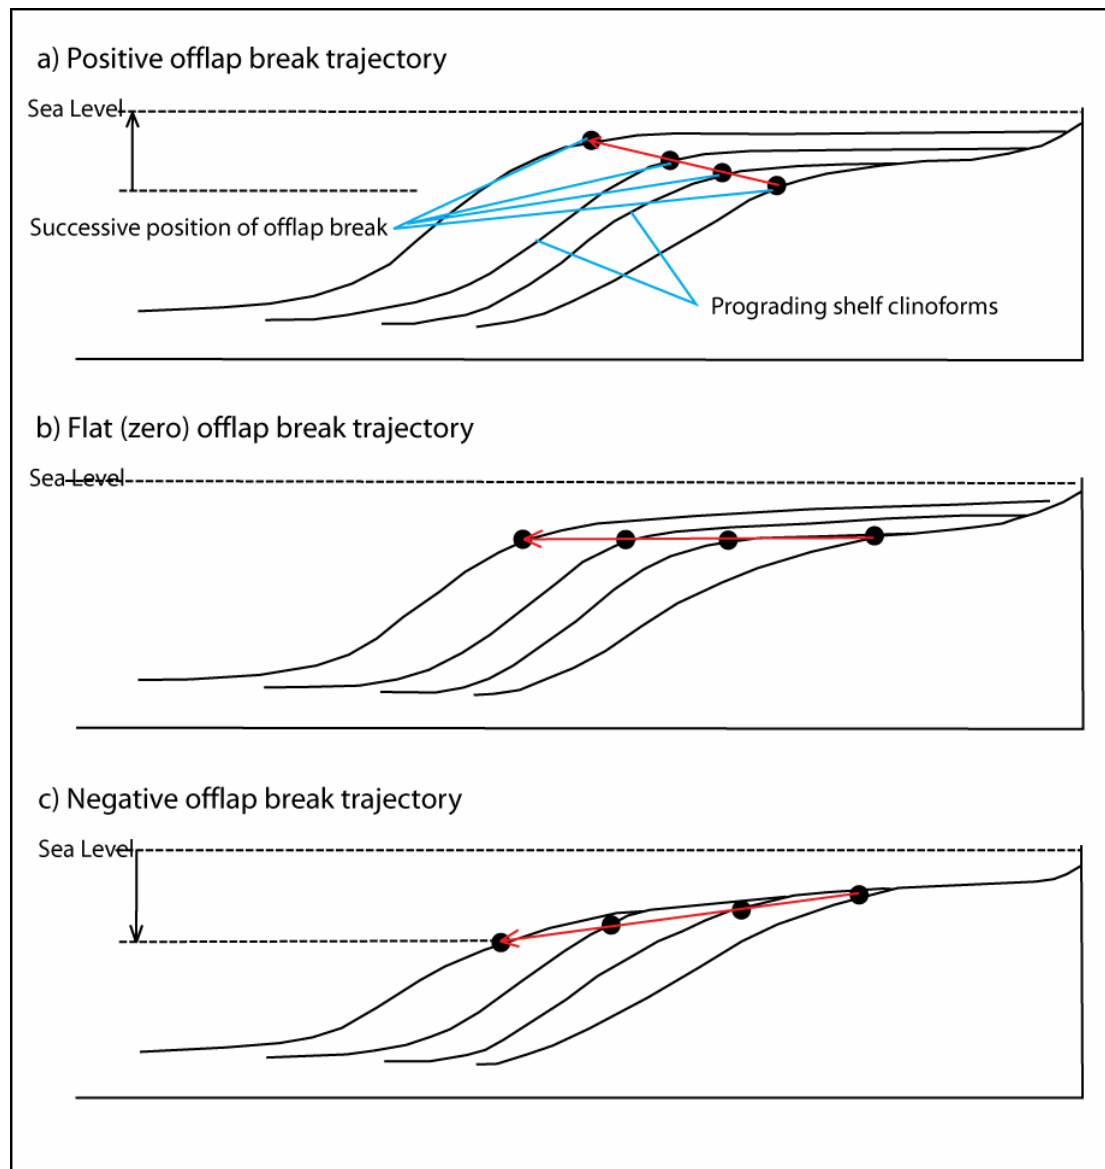 a) Positive offlap break trajectory
Sea Level
Successive position of offlap break
Prograding shelf clinoforms
b) Flat (zero) offlap break trajectory
Sea Level
c) Negative offlap break trajectory
Sea Level